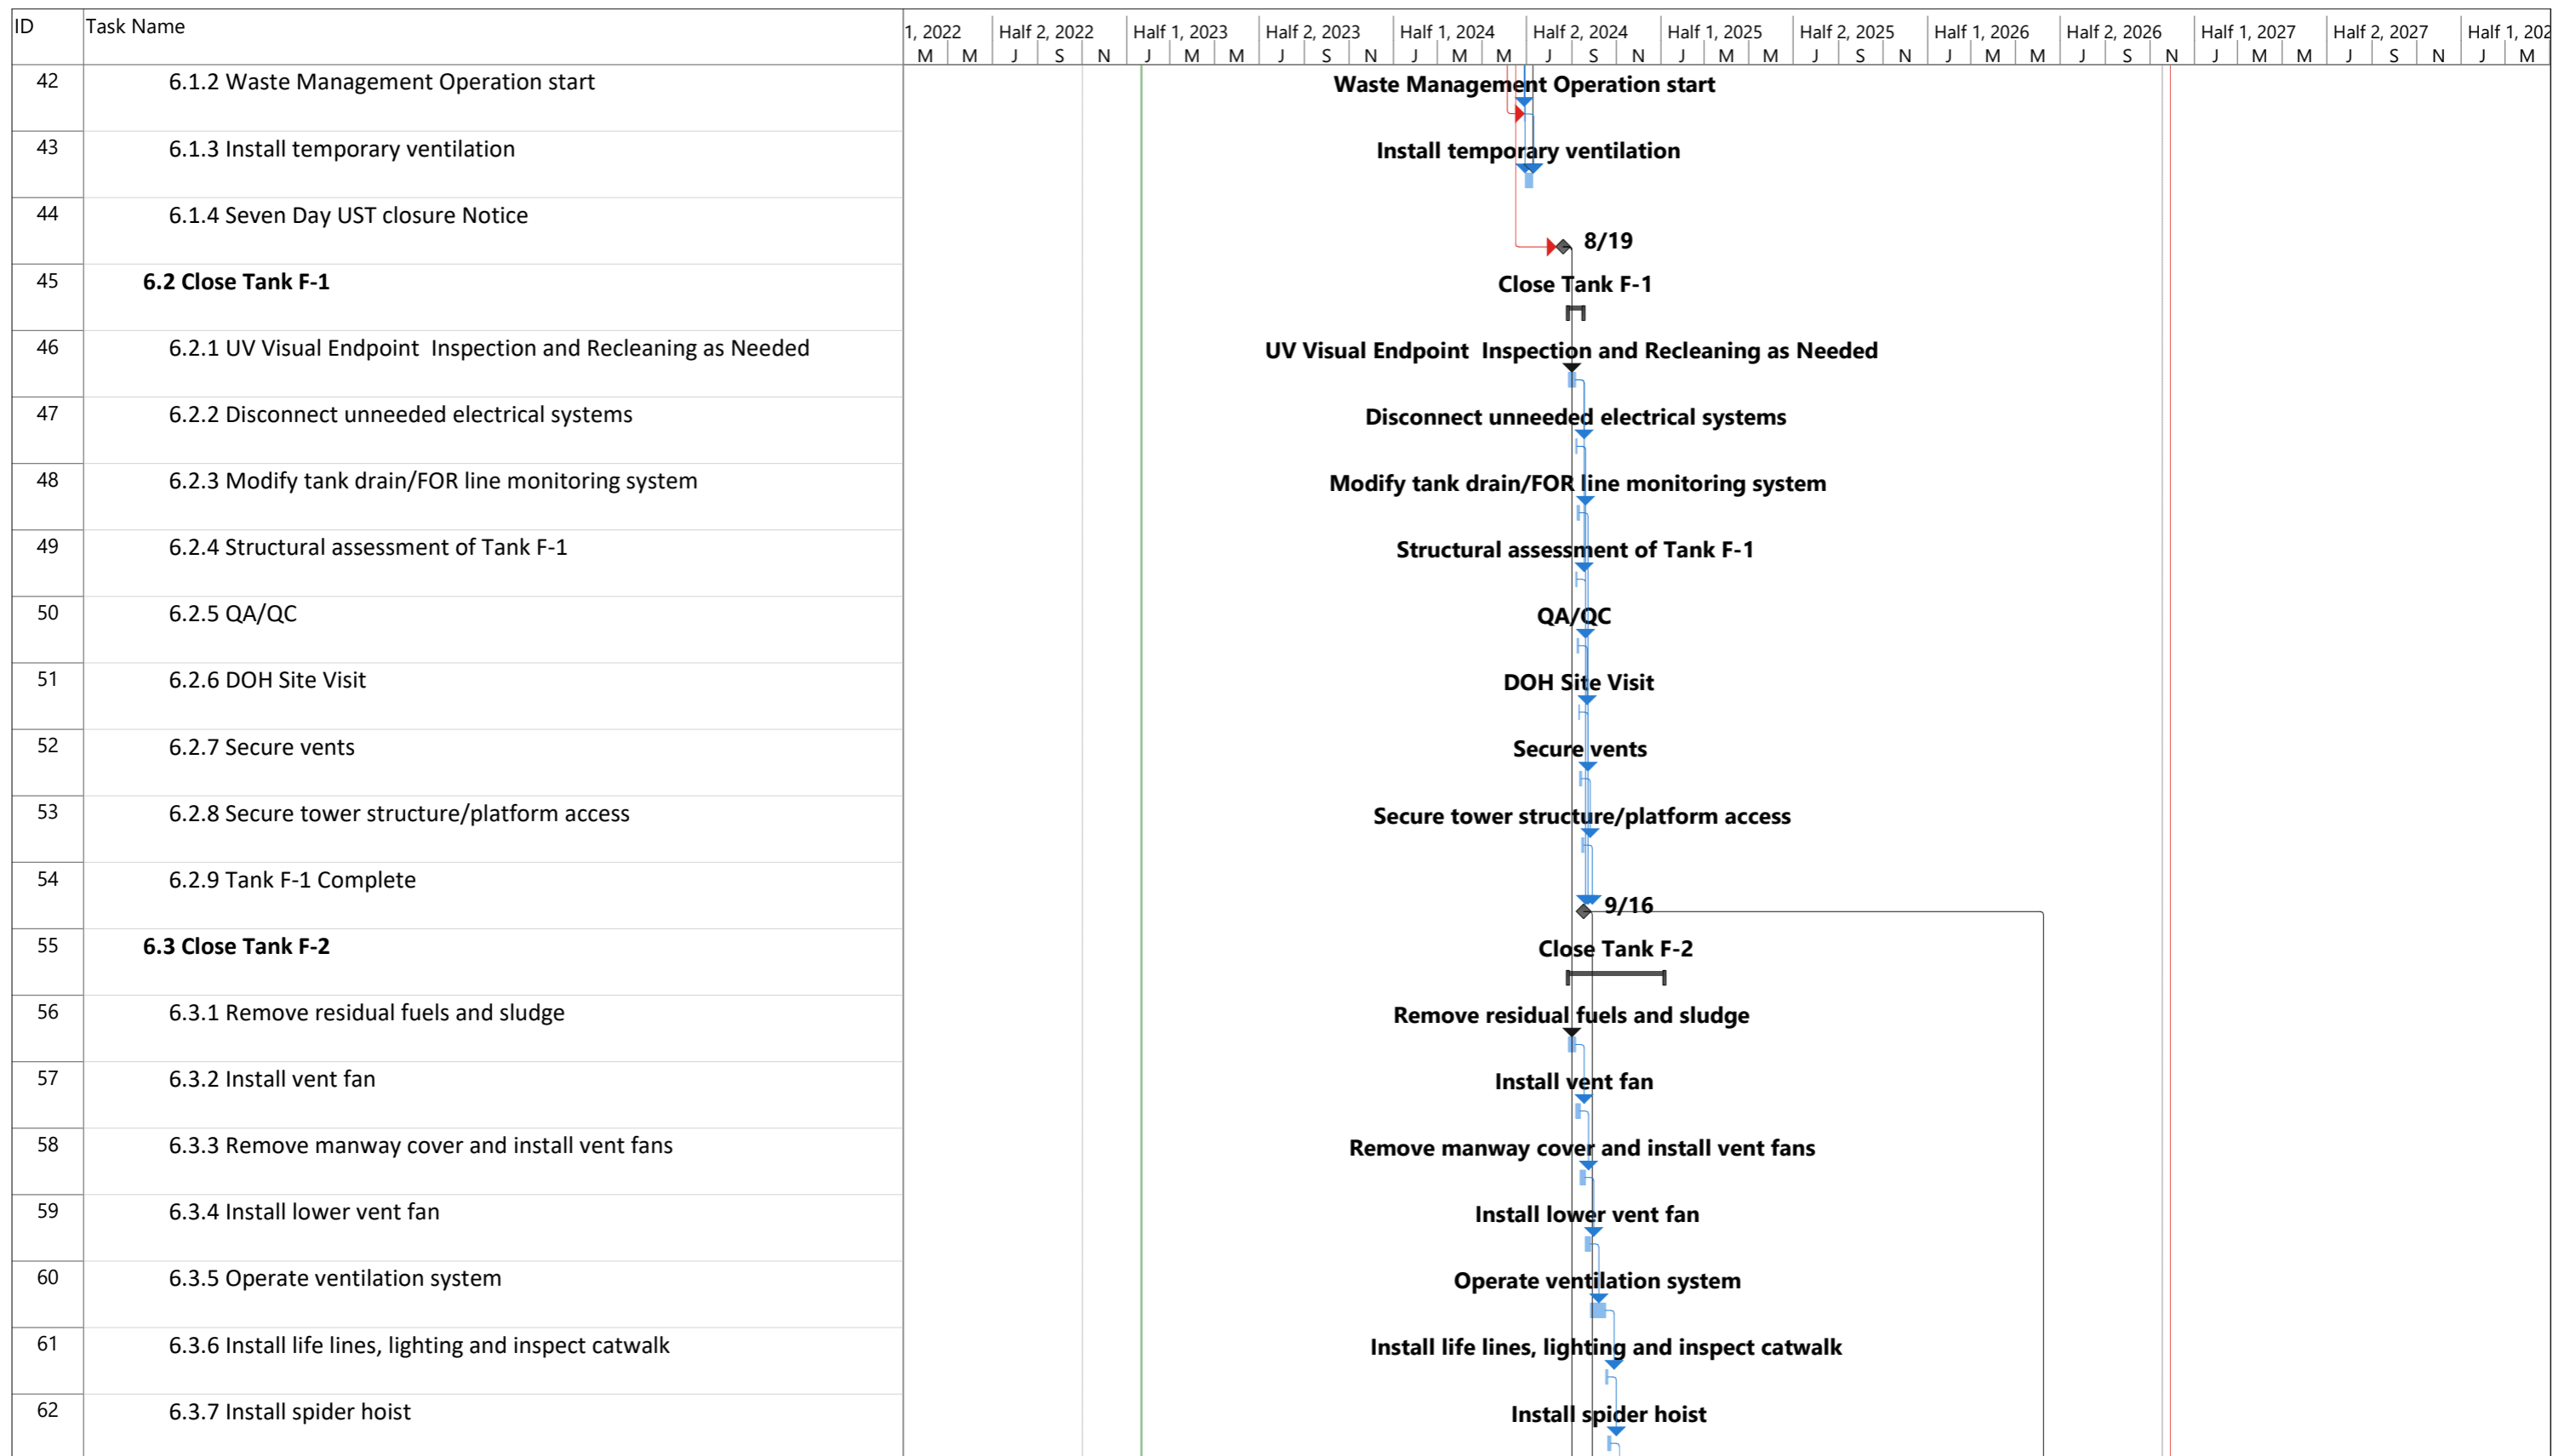 ID Task Name 1, 2022 Half 2, 2022 Half 1, 2023 Half 2, 2023 Half 1, 2024 Half 2, 2024 Half 1, 2025 Half 2, 2025 Half 1, 2026 Half 2, 2026 Half 1, 2027 Half 2, 2027 Half 1, 202
M M J S N J M M J S N J M M J S N J M M J S N J M M J S N J M M J S N J M
42 6.1.2 Waste Management Operation start Waste Management Operation start
43 6.1.3 Install temporary ventilation Install temporary ventilation
44 6.1.4 Seven Day UST closure Notice 8/19
45 6.2 Close Tank F-1 Close Tank F-1
46 6.2.1 UV Visual Endpoint  Inspection and Recleaning as Needed UV Visual Endpoint  Inspection and Recleaning as Needed
47 6.2.2 Disconnect unneeded electrical systems Disconnect unneeded electrical systems
48 6.2.3 Modify tank drain/FOR line monitoring system Modify tank drain/FOR line monitoring system
49 6.2.4 Structural assessment of Tank F-1 Structural assessment of Tank F-1
50 6.2.5 QA/QC QA/QC
51 6.2.6 DOH Site Visit DOH Site Visit
52 6.2.7 Secure vents Secure vents
53 6.2.8 Secure tower structure/platform access Secure tower structure/platform access
54 6.2.9 Tank F-1 Complete 9/16
55 6.3 Close Tank F-2 Close Tank F-2
56 6.3.1 Remove residual fuels and sludge Remove residual fuels and sludge
57 6.3.2 Install vent fan Install vent fan
58 6.3.3 Remove manway cover and install vent fans Remove manway cover and install vent fans
59 6.3.4 Install lower vent fan Install lower vent fan
60 6.3.5 Operate ventilation system Operate ventilation system
61 6.3.6 Install life lines, lighting and inspect catwalk Install life lines, lighting and inspect catwalk
62 6.3.7 Install spider hoist Install spider hoist